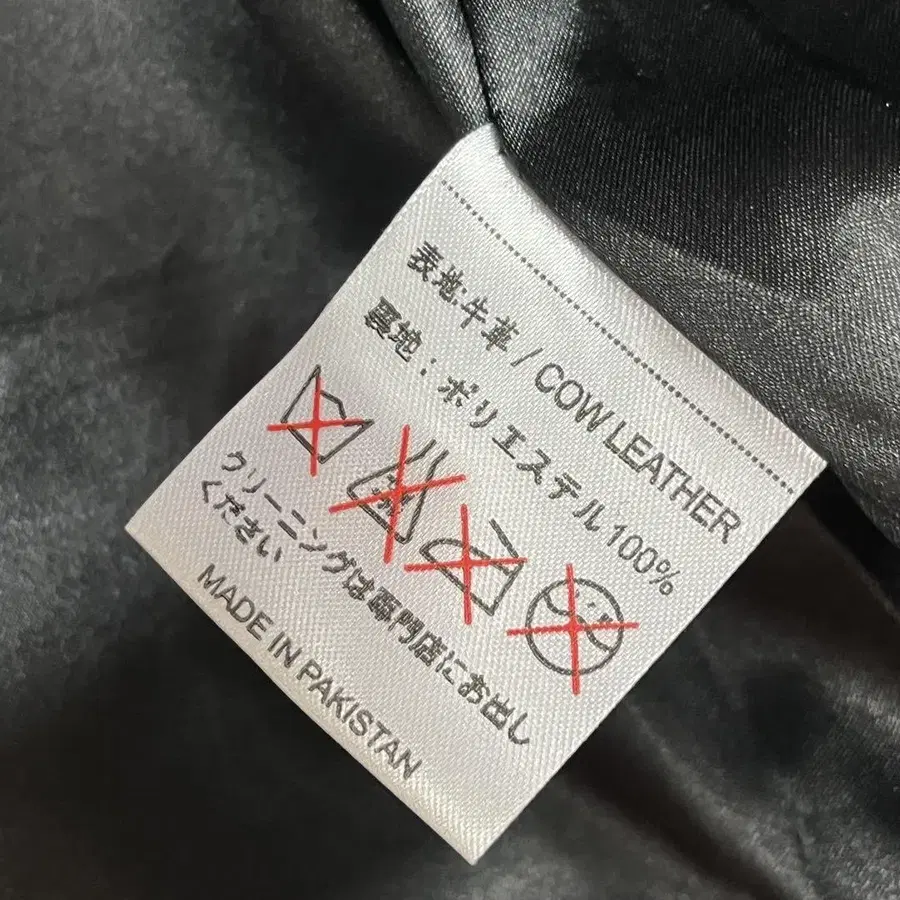 表地:牛革 / COW LEATHER
裏地:ポリエステル100%
クリーニングは専門店にお出し
ください
MADE IN PAKISTAN